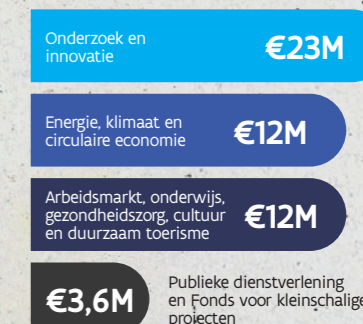 Onderzoek en
innovatie
€23M
Energie, klimaat en
circulaire economie
€12M
Arbeidsmarkt, onderwijs,
gezondheidszorg, cultuur
en duurzaam toerisme
€12M
€3,6M
Publieke dienstverlening
en Fonds voor kleinschalige
projecten